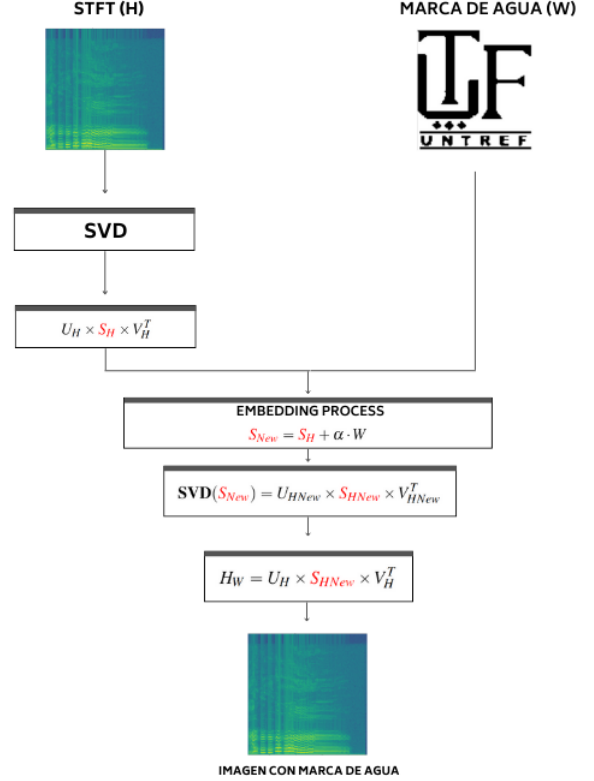 STFT (H)
MARCA DE AGUA (W)
UTF
UNTREF
SVD
U_H × S_H × V_H^T
EMBEDDING PROCESS
S_New = S_H + α · W
SVD(S_New) = U_HNew × S_HNew × V_HNew^T
H_W = U_H × S_HNew × V_H^T
IMAGEN CON MARCA DE AGUA